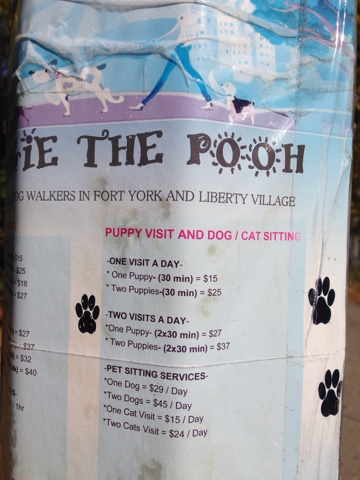 IE THE POOH
OG WALKERS IN FORT YORK AND LIBERTY VILLAGE
PUPPY VISIT AND DOG / CAT SITTING
-ONE VISIT A DAY-
* One Puppy- (30 min) = $15
* Two Puppies-(30 min) = $25
-TWO VISITS A DAY-
*One Puppy- (2x30 min) = $27
* Two Puppies- (2x30 min) = $37
-PET SITTING SERVICES-
*One Dog = $29 / Day
*Two Dogs = $45 / Day
*One Cat Visit = $15 / Day
*Two Cats Visit = $24 / Day
$15
$25
$18
$27
= $27
$37
= $32
= $40
1hr